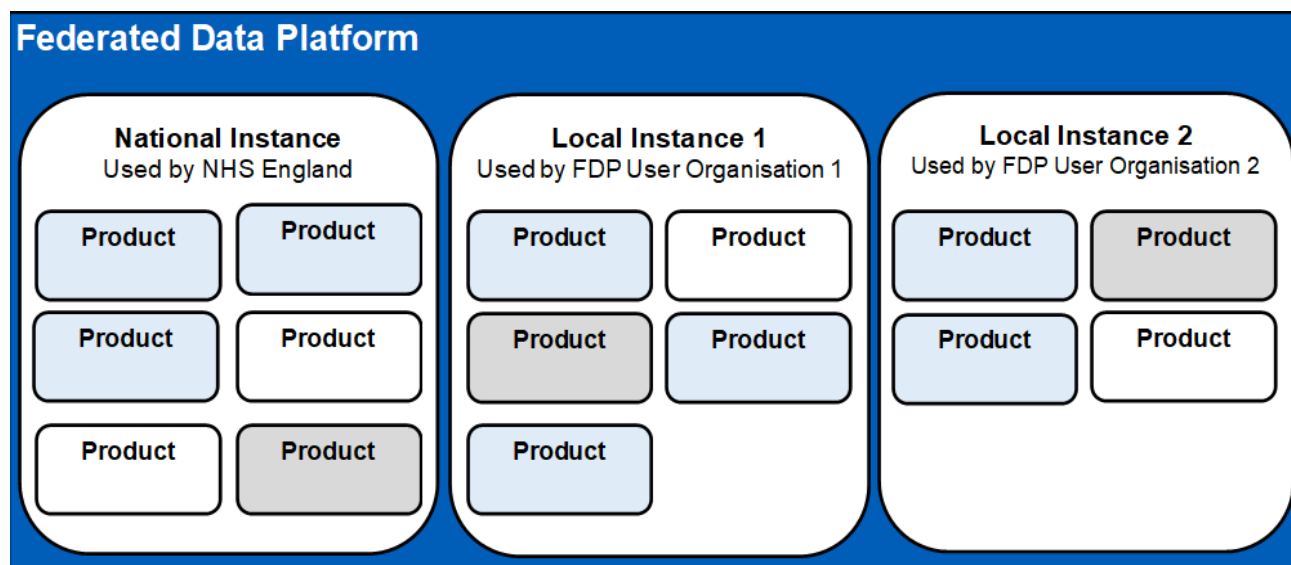 Federated Data Platform
National Instance
Used by NHS England
Product
Product
Product
Product
Product
Product
Local Instance 1
Used by FDP User Organisation 1
Product
Product
Product
Product
Product
Local Instance 2
Used by FDP User Organisation 2
Product
Product
Product
Product